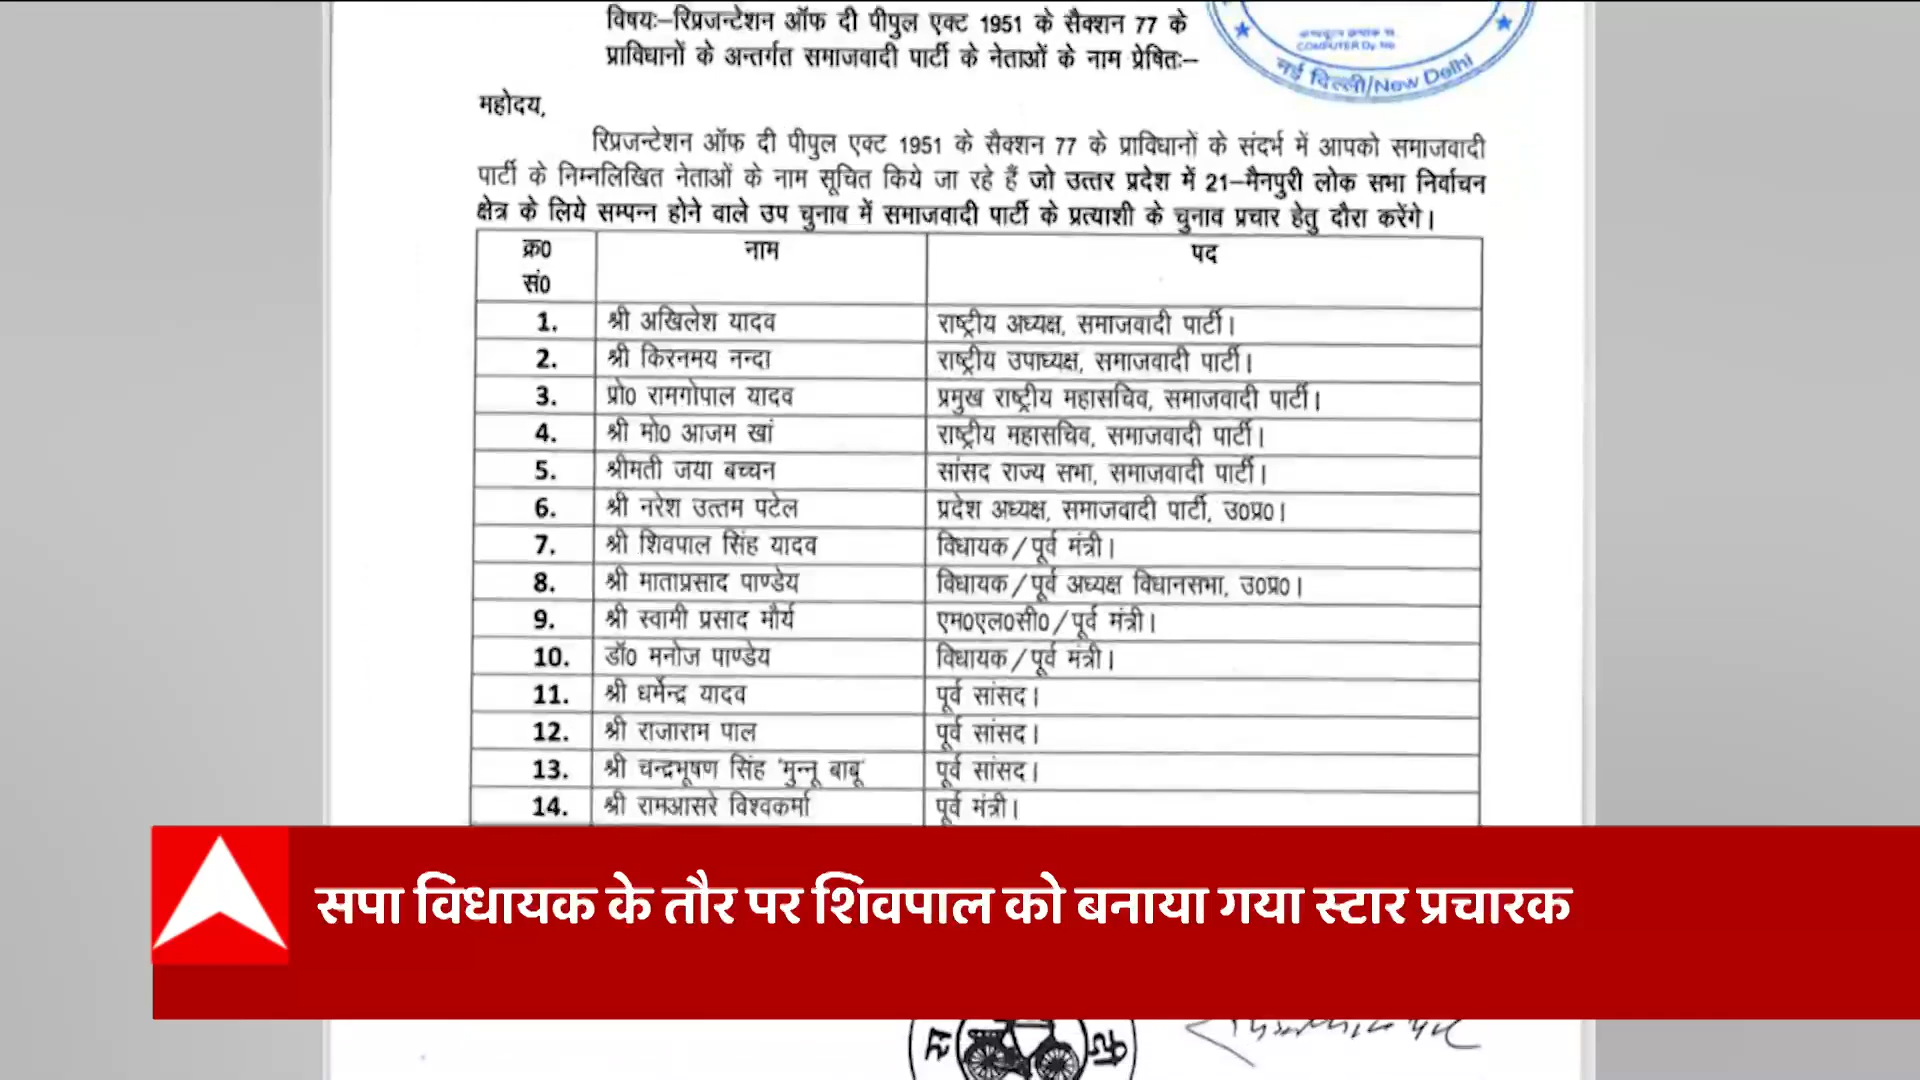 विषयः–रिप्रजन्टेशन ऑफ दी पीपुल एक्ट 1951 के सैक्शन 77 के
प्राविधानों के अन्तर्गत समाजवादी पार्टी के नेताओं के नाम प्रेषितः–
COMPUTER Dy. No.
नई दिल्ली/New Delhi
महोदय,
रिप्रजन्टेशन ऑफ दी पीपुल एक्ट 1951 के सैक्शन 77 के प्राविधानों के संदर्भ में आपको समाजवादी
पार्टी के निम्नलिखित नेताओं के नाम सूचित किये जा रहे हैं जो उत्तर प्रदेश में 21–मैनपुरी लोक सभा निर्वाचन
क्षेत्र के लिये सम्पन्न होने वाले उप चुनाव में समाजवादी पार्टी के प्रत्याशी के चुनाव प्रचार हेतु दौरा करेंगे।
क्र0 सं0 नाम पद
1. श्री अखिलेश यादव राष्ट्रीय अध्यक्ष, समाजवादी पार्टी।
2. श्री किरनमय नन्दा राष्ट्रीय उपाध्यक्ष, समाजवादी पार्टी।
3. प्रो0 रामगोपाल यादव प्रमुख राष्ट्रीय महासचिव, समाजवादी पार्टी।
4. श्री मो0 आजम खां राष्ट्रीय महासचिव, समाजवादी पार्टी।
5. श्रीमती जया बच्चन सांसद राज्य सभा, समाजवादी पार्टी।
6. श्री नरेश उत्तम पटेल प्रदेश अध्यक्ष, समाजवादी पार्टी, उ0प्र0।
7. श्री शिवपाल सिंह यादव विधायक/पूर्व मंत्री।
8. श्री माताप्रसाद पाण्डेय विधायक/पूर्व अध्यक्ष विधानसभा, उ0प्र0।
9. श्री स्वामी प्रसाद मौर्य एम0एल0सी0/पूर्व मंत्री।
10. डॉ0 मनोज पाण्डेय विधायक/पूर्व मंत्री।
11. श्री धर्मेन्द्र यादव पूर्व सांसद।
12. श्री राजाराम पाल पूर्व सांसद।
13. श्री चन्द्रभूषण सिंह 'मुन्नू बाबू' पूर्व सांसद।
14. श्री रामआसरे विश्वकर्मा पूर्व मंत्री।
सपा विधायक के तौर पर शिवपाल को बनाया गया स्टार प्रचारक